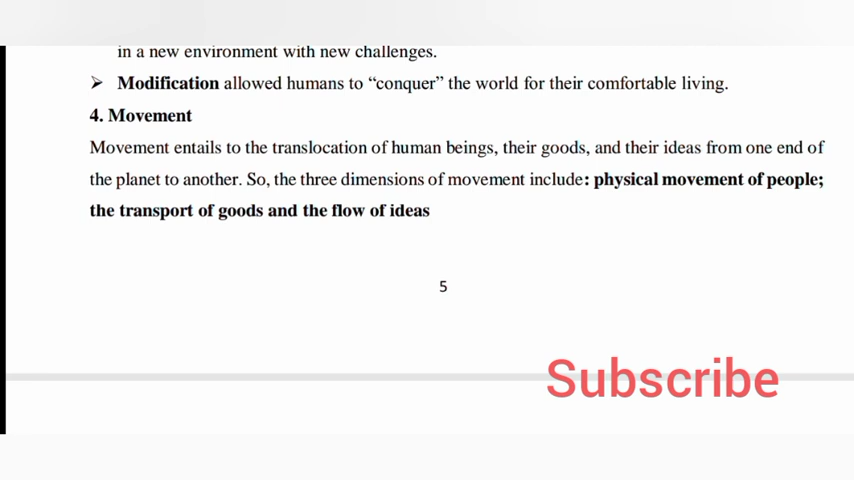 in a new environment with new challenges.
➢ Modification allowed humans to “conquer” the world for their comfortable living.
4. Movement
Movement entails to the translocation of human beings, their goods, and their ideas from one end of
the planet to another. So, the three dimensions of movement include: physical movement of people;
the transport of goods and the flow of ideas
5
Subscribe